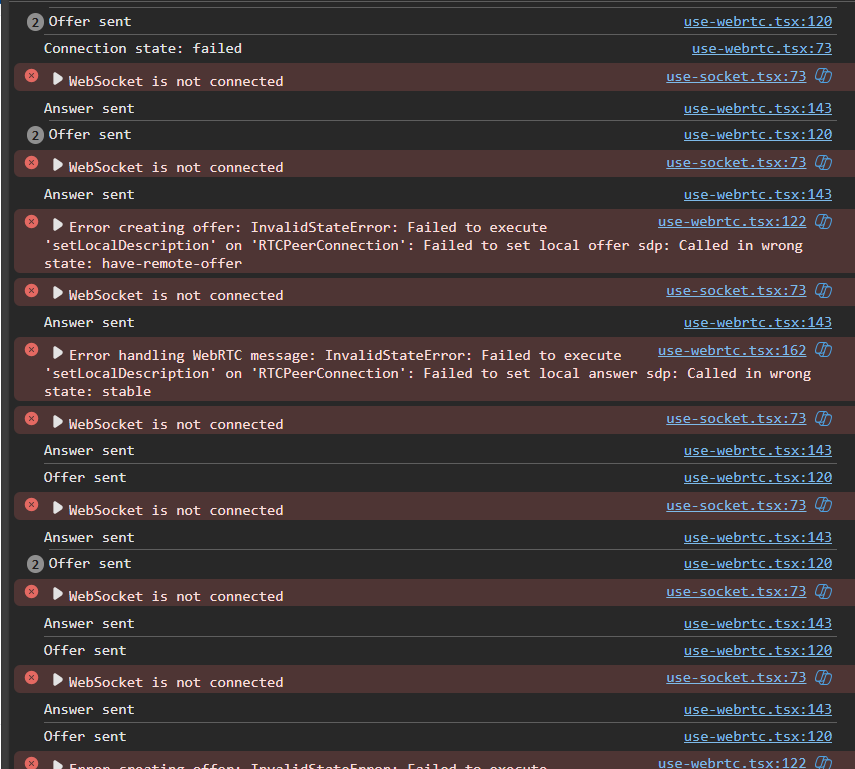 2 Offer sent use-webrtc.tsx:120
Connection state: failed use-webrtc.tsx:73
WebSocket is not connected use-socket.tsx:73
Answer sent use-webrtc.tsx:143
2 Offer sent use-webrtc.tsx:120
WebSocket is not connected use-socket.tsx:73
Answer sent use-webrtc.tsx:143
Error creating offer: InvalidStateError: Failed to execute use-webrtc.tsx:122
'setLocalDescription' on 'RTCPeerConnection': Failed to set local offer sdp: Called in wrong
state: have-remote-offer
WebSocket is not connected use-socket.tsx:73
Answer sent use-webrtc.tsx:143
Error handling WebRTC message: InvalidStateError: Failed to execute use-webrtc.tsx:162
'setLocalDescription' on 'RTCPeerConnection': Failed to set local answer sdp: Called in wrong
state: stable
WebSocket is not connected use-socket.tsx:73
Answer sent use-webrtc.tsx:143
Offer sent use-webrtc.tsx:120
WebSocket is not connected use-socket.tsx:73
Answer sent use-webrtc.tsx:143
2 Offer sent use-webrtc.tsx:120
WebSocket is not connected use-socket.tsx:73
Answer sent use-webrtc.tsx:143
Offer sent use-webrtc.tsx:120
WebSocket is not connected use-socket.tsx:73
Answer sent use-webrtc.tsx:143
Offer sent use-webrtc.tsx:120
Error creating offer: InvalidStateError: Failed to execute use-webrtc.tsx:122